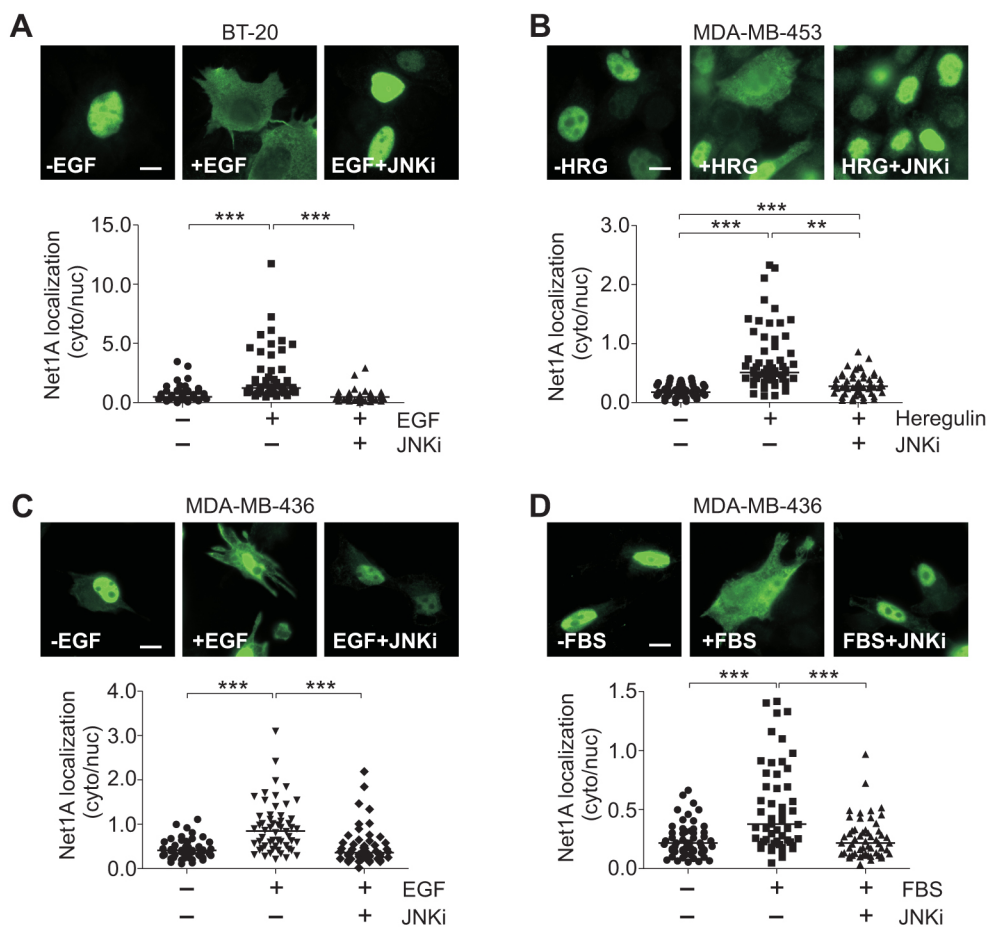 A
BT-20
-EGF
+EGF
EGF+JNKi
Net1A localization
(cyto/nuc)
15.0
10.0
5.0
0.0
*** ***
− + + EGF
− − + JNKi
B
MDA-MB-453
-HRG
+HRG
HRG+JNKi
Net1A localization
(cyto/nuc)
3.0
2.0
1.0
0.0
***
*** **
− + + Heregulin
− − + JNKi
C
MDA-MB-436
-EGF
+EGF
EGF+JNKi
Net1A localization
(cyto/nuc)
4.0
3.0
2.0
1.0
0.0
*** ***
− + + EGF
− − + JNKi
D
MDA-MB-436
-FBS
+FBS
FBS+JNKi
Net1A localization
(cyto/nuc)
1.5
1.0
0.5
0.0
*** ***
− + + FBS
− − + JNKi